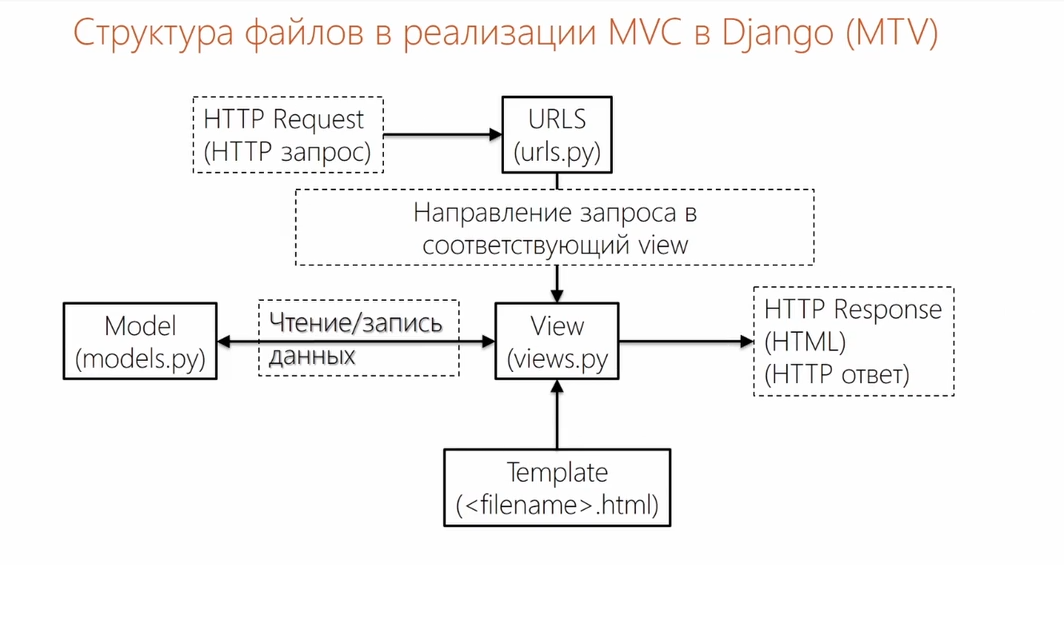 Структура файлов в реализации MVC в Django (MTV)
HTTP Request
(HTTP запрос)
URLS
(urls.py)
Направление запроса в
соответствующий view
Model
(models.py)
Чтение/запись
данных
View
(views.py
HTTP Response
(HTML)
(HTTP ответ)
Template
(<filename>.html)